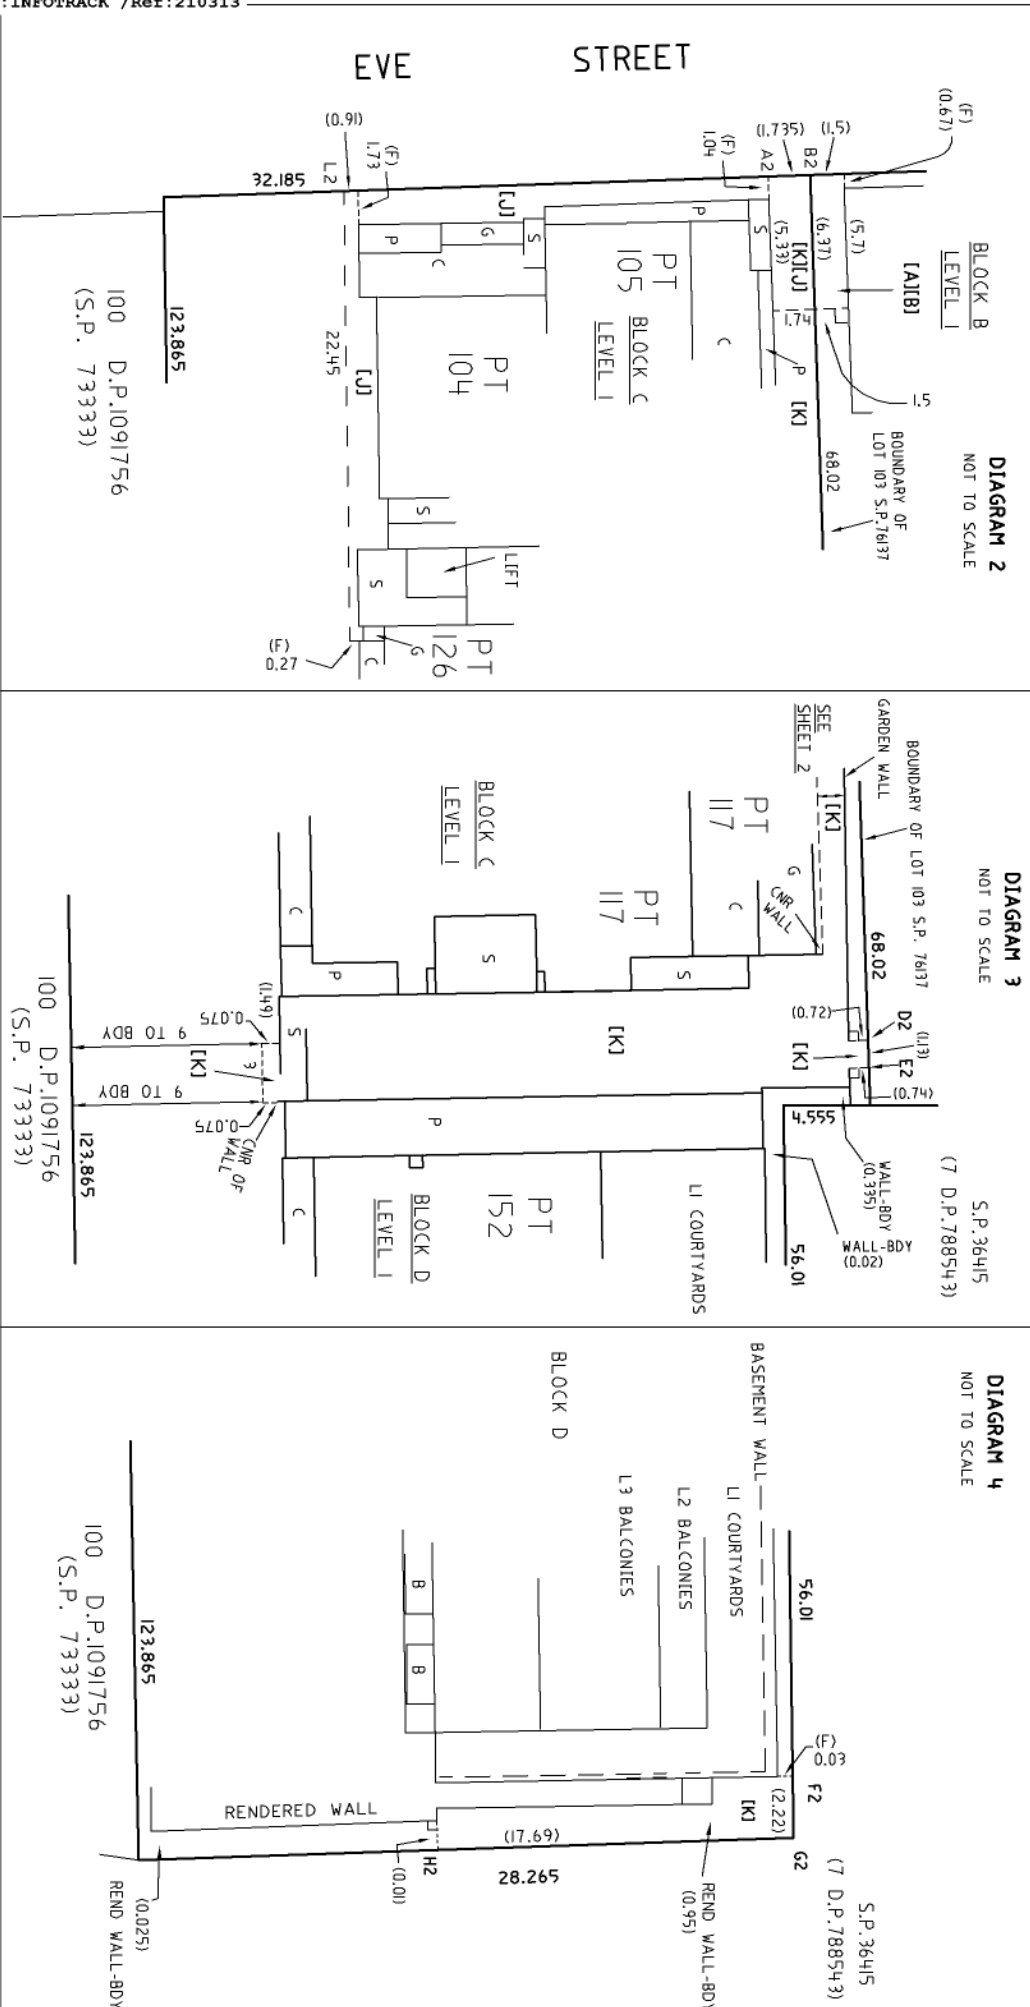 :INFOTRACK /Ref:210313
EVE STREET
DIAGRAM 2
NOT TO SCALE
BLOCK B
LEVEL 1
[A][B]
(F)
(0.67)
(1.5)
B2
(1.735)
A2
(F)
1.04
(5.7)
(6.37)
[K][J]
(5.33)
1.74
1.5
P
[K]
68.02
BOUNDARY OF
LOT 103 S.P.76137
S
P
[J]
C
PT
105
BLOCK C
LEVEL 1
(F)
1.73
(0.91)
L2
32.185
S
G
P
C
PT
104
[J]
22.45
S
LIFT
S
PT
126
G
C
(F)
0.27
123.865
100 D.P.1091756
(S.P. 73333)
DIAGRAM 3
NOT TO SCALE
SEE
SHEET 2
GARDEN WALL
BOUNDARY OF LOT 103 S.P. 76137
[K]
68.02
D2
(1.13)
E2
(0.72)
(0.74)
[K]
PT
117
G
C
CNR
WALL
BLOCK C
LEVEL 1
PT
117
S
S
P
C
[K]
(1.49)
S
0.075
3
[K]
0.075
9 TO BDY
9 TO BDY
CNR OF
WALL
P
4.555
WALL-BDY
(0.335)
WALL-BDY
(0.02)
56.01
S.P.36415
(7 D.P.788543)
L1 COURTYARDS
PT
152
BLOCK D
LEVEL 1
C
123.865
100 D.P.1091756
(S.P. 73333)
DIAGRAM 4
NOT TO SCALE
BASEMENT WALL
BLOCK D
L1 COURTYARDS
L2 BALCONIES
L3 BALCONIES
B
B
56.01
(F)
0.03
F2
(2.22)
G2
[K]
S.P.36415
(7 D.P.788543)
(17.69)
28.265
REND WALL-BDY
(0.95)
H2
(0.01)
RENDERED WALL
(0.025)
REND WALL-BDY
123.865
100 D.P.1091756
(S.P. 73333)